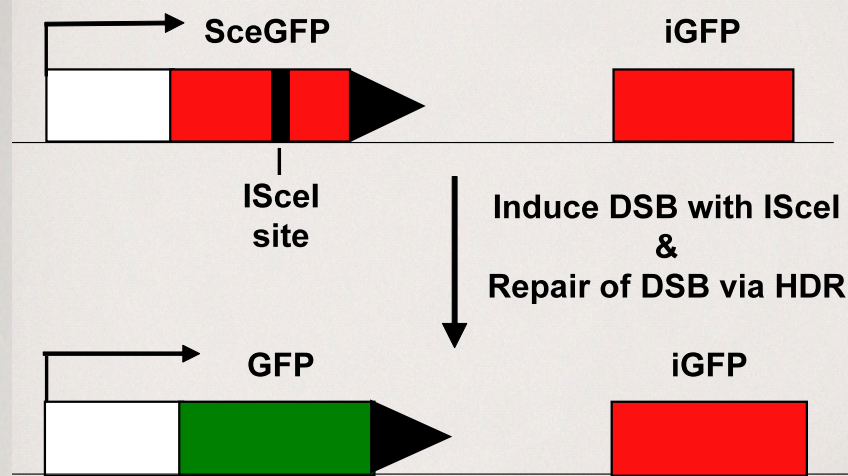 SceGFP
iGFP
ISceI
site
Induce DSB with ISceI
&
Repair of DSB via HDR
GFP
iGFP